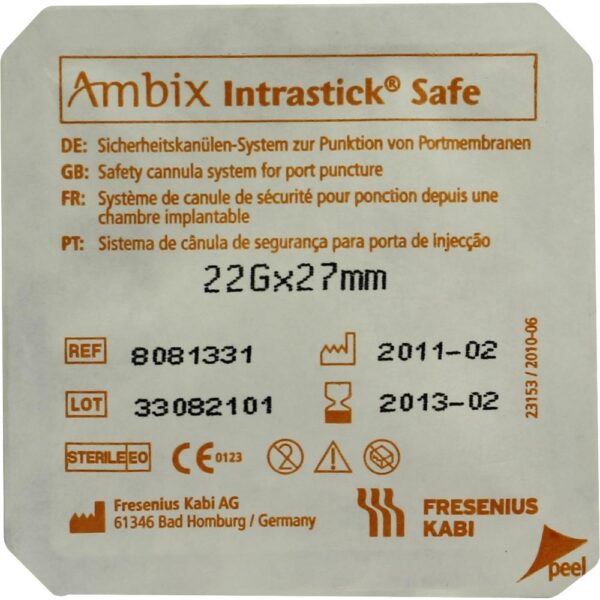 Ambix Intrastick® Safe
DE: Sicherheitskanülen-System zur Punktion von Portmembranen
GB: Safety cannula system for port puncture
FR: Système de canule de sécurité pour ponction depuis une
chambre implantable
PT: Sistema de cânula de segurança para porta de injecção
22Gx27mm
REF 8081331 2011-02
LOT 33082101 2013-02
23153 / 2010-06
STERILE EO CE 0123 2
Fresenius Kabi AG
61346 Bad Homburg / Germany
FRESENIUS
KABI
peel